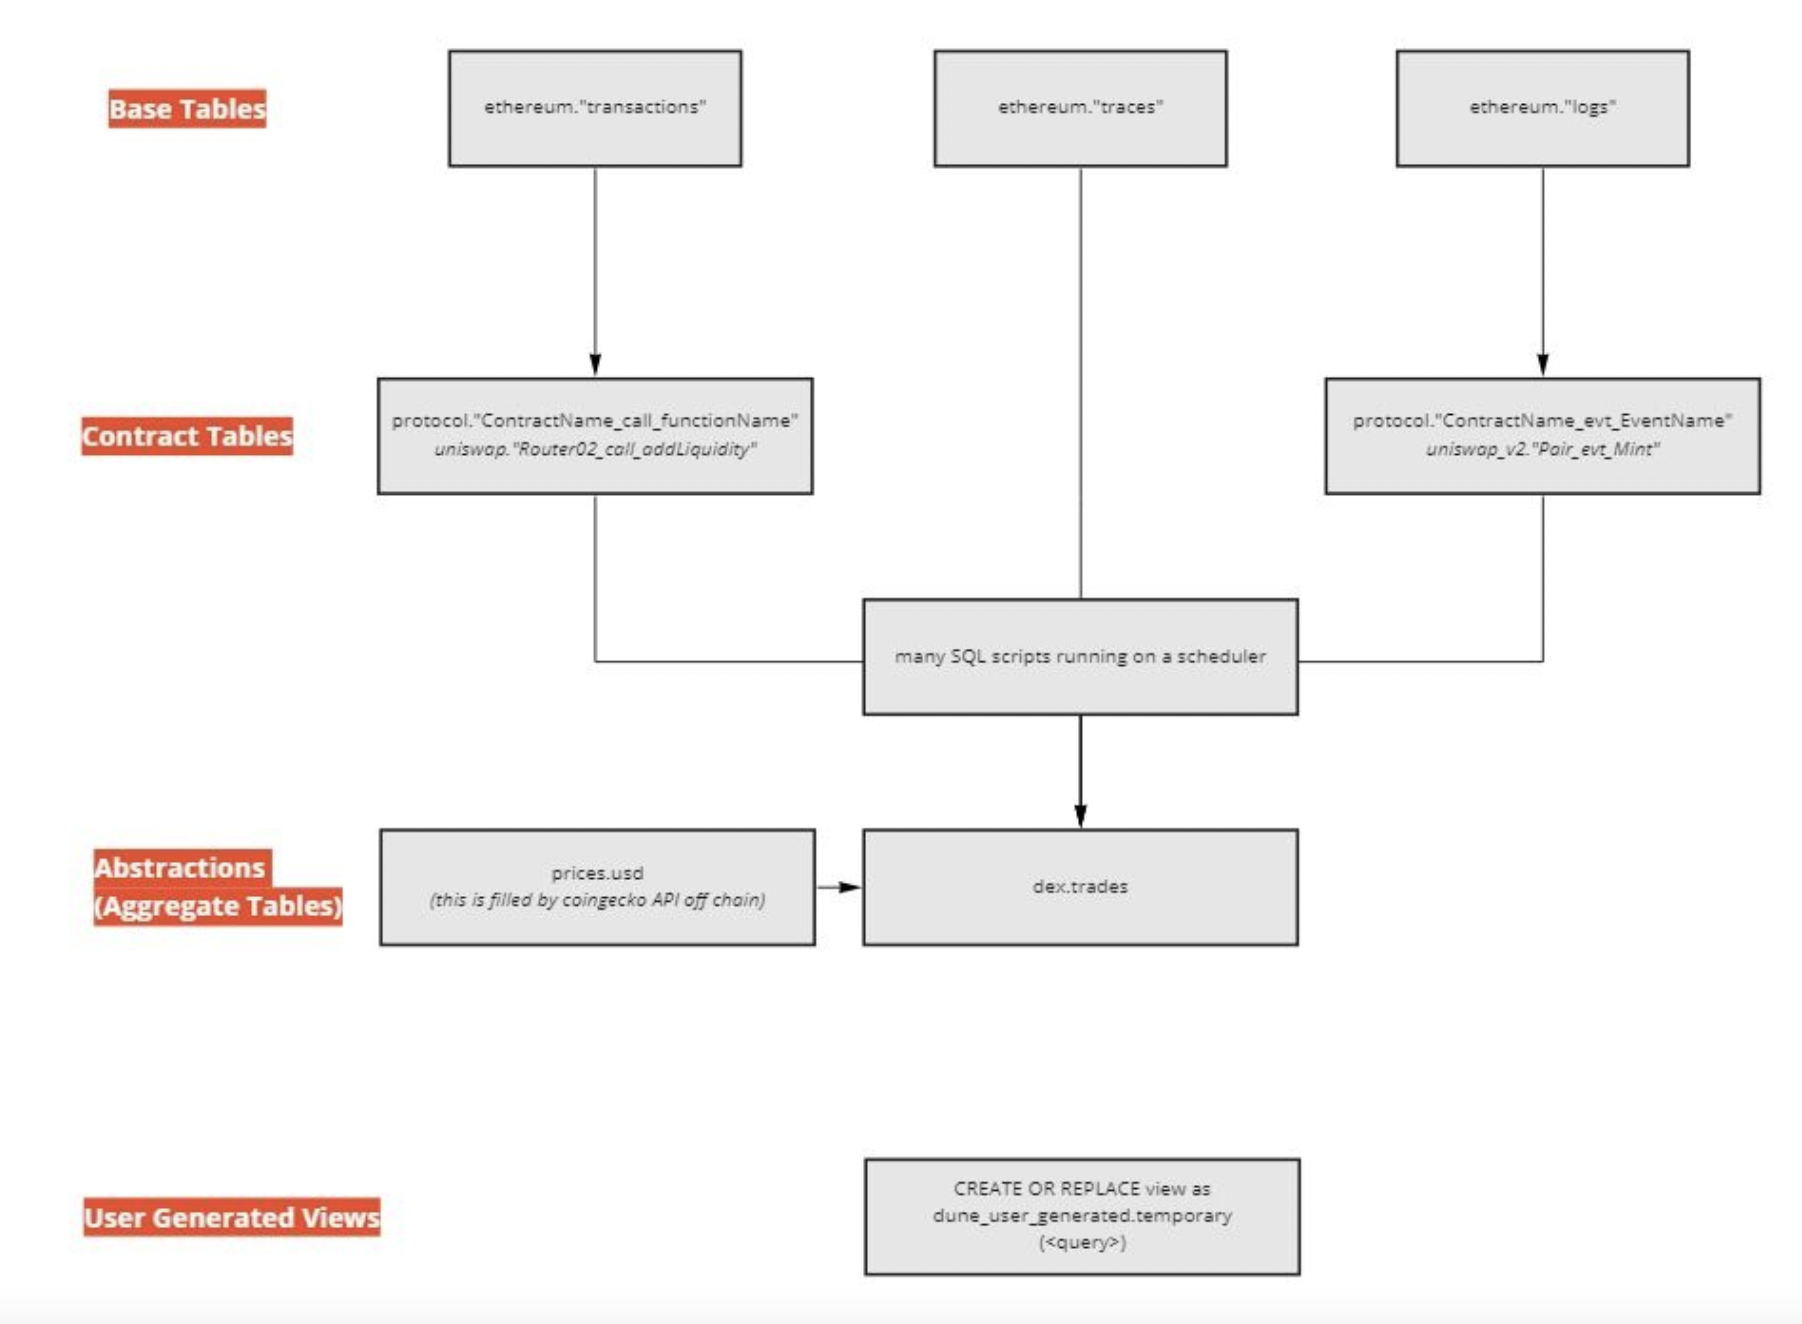 Base Tables
ethereum."transactions"
ethereum."traces"
ethereum."logs"
Contract Tables
protocol."ContractName_call_functionName"
uniswap."Router02_call_addLiquidity"
protocol."ContractName_evt_EventName"
uniswap_v2."Pair_evt_Mint"
many SQL scripts running on a scheduler
Abstractions
(Aggregate Tables)
prices.usd
(this is filled by coingecko API off chain)
dex.trades
User Generated Views
CREATE OR REPLACE view as
dune_user_generated.temporary
(<query>)